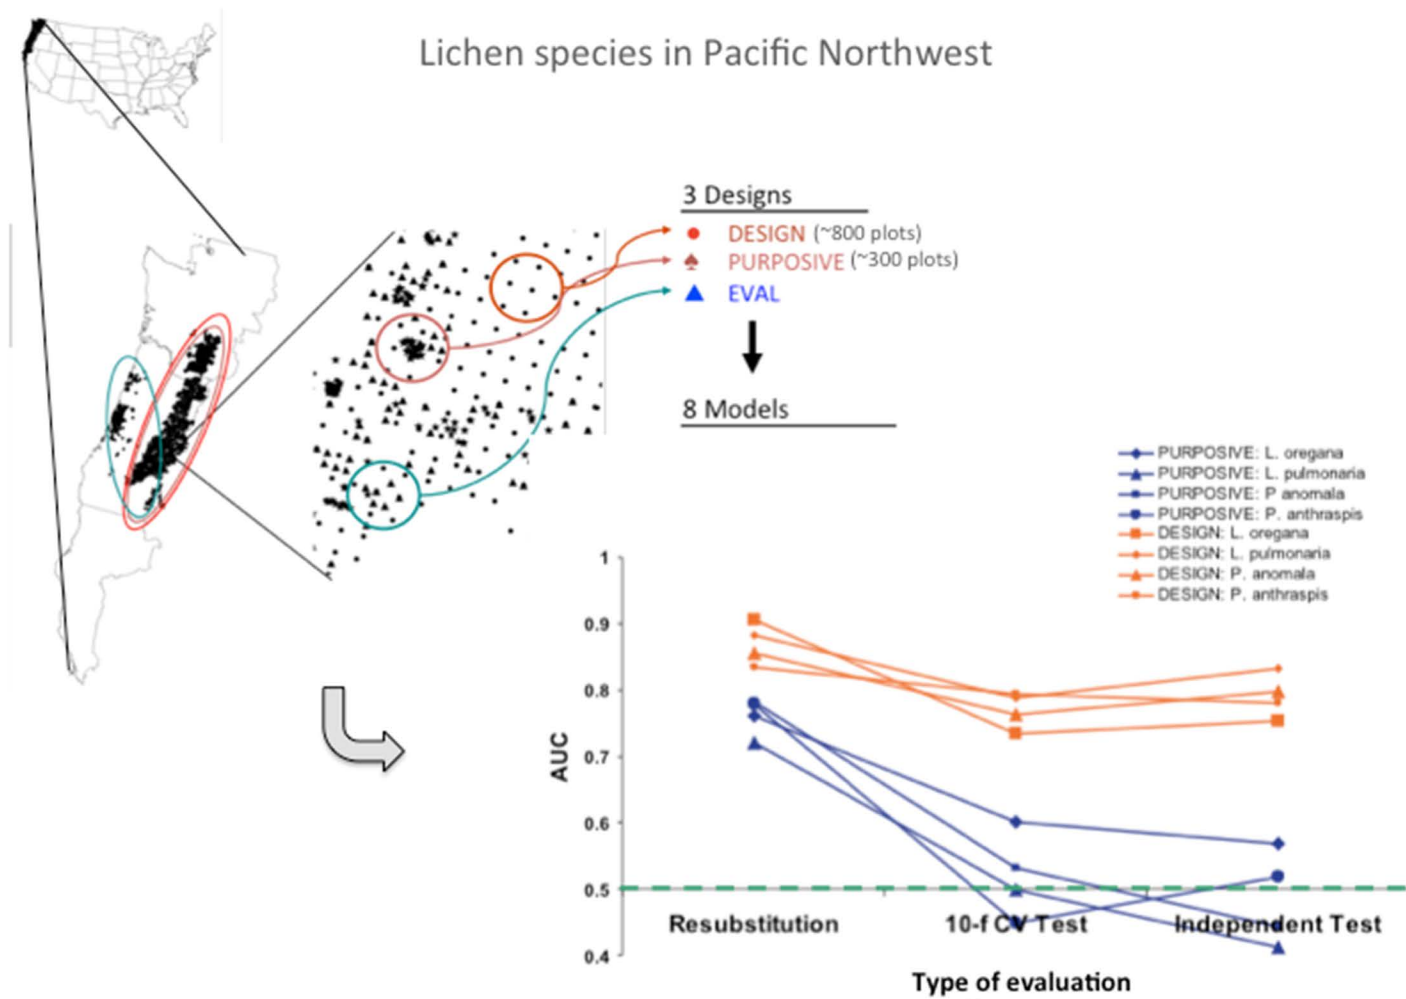 Lichen species in Pacific Northwest
3 Designs
DESIGN (~800 plots)
PURPOSIVE (~300 plots)
EVAL
8 Models
PURPOSIVE: L. oregana
PURPOSIVE: L. pulmonaria
PURPOSIVE: P anomala
PURPOSIVE: P. anthraspis
DESIGN: L. oregana
DESIGN: L. pulmonaria
DESIGN: P. anomala
DESIGN: P. anthraspis
1
0.9
0.8
0.7
0.6
0.5
0.4
AUC
Resubstitution 10-f CV Test Independent Test
Type of evaluation